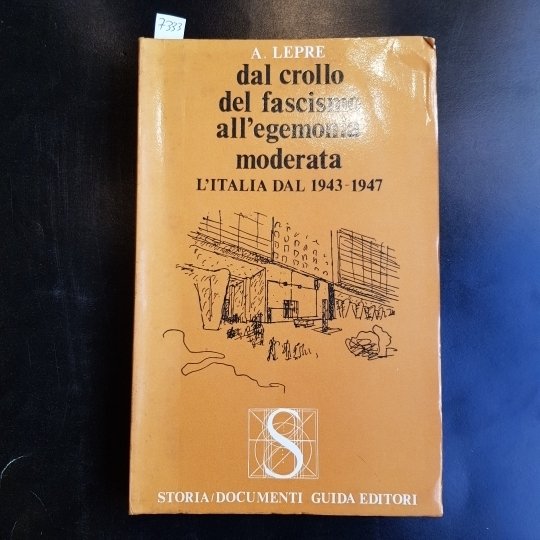 7333
A. LEPRE
dal crollo
del fascismo
all'egemonia
moderata
L'ITALIA DAL 1943-1947
S
STORIA/DOCUMENTI GUIDA EDITORI